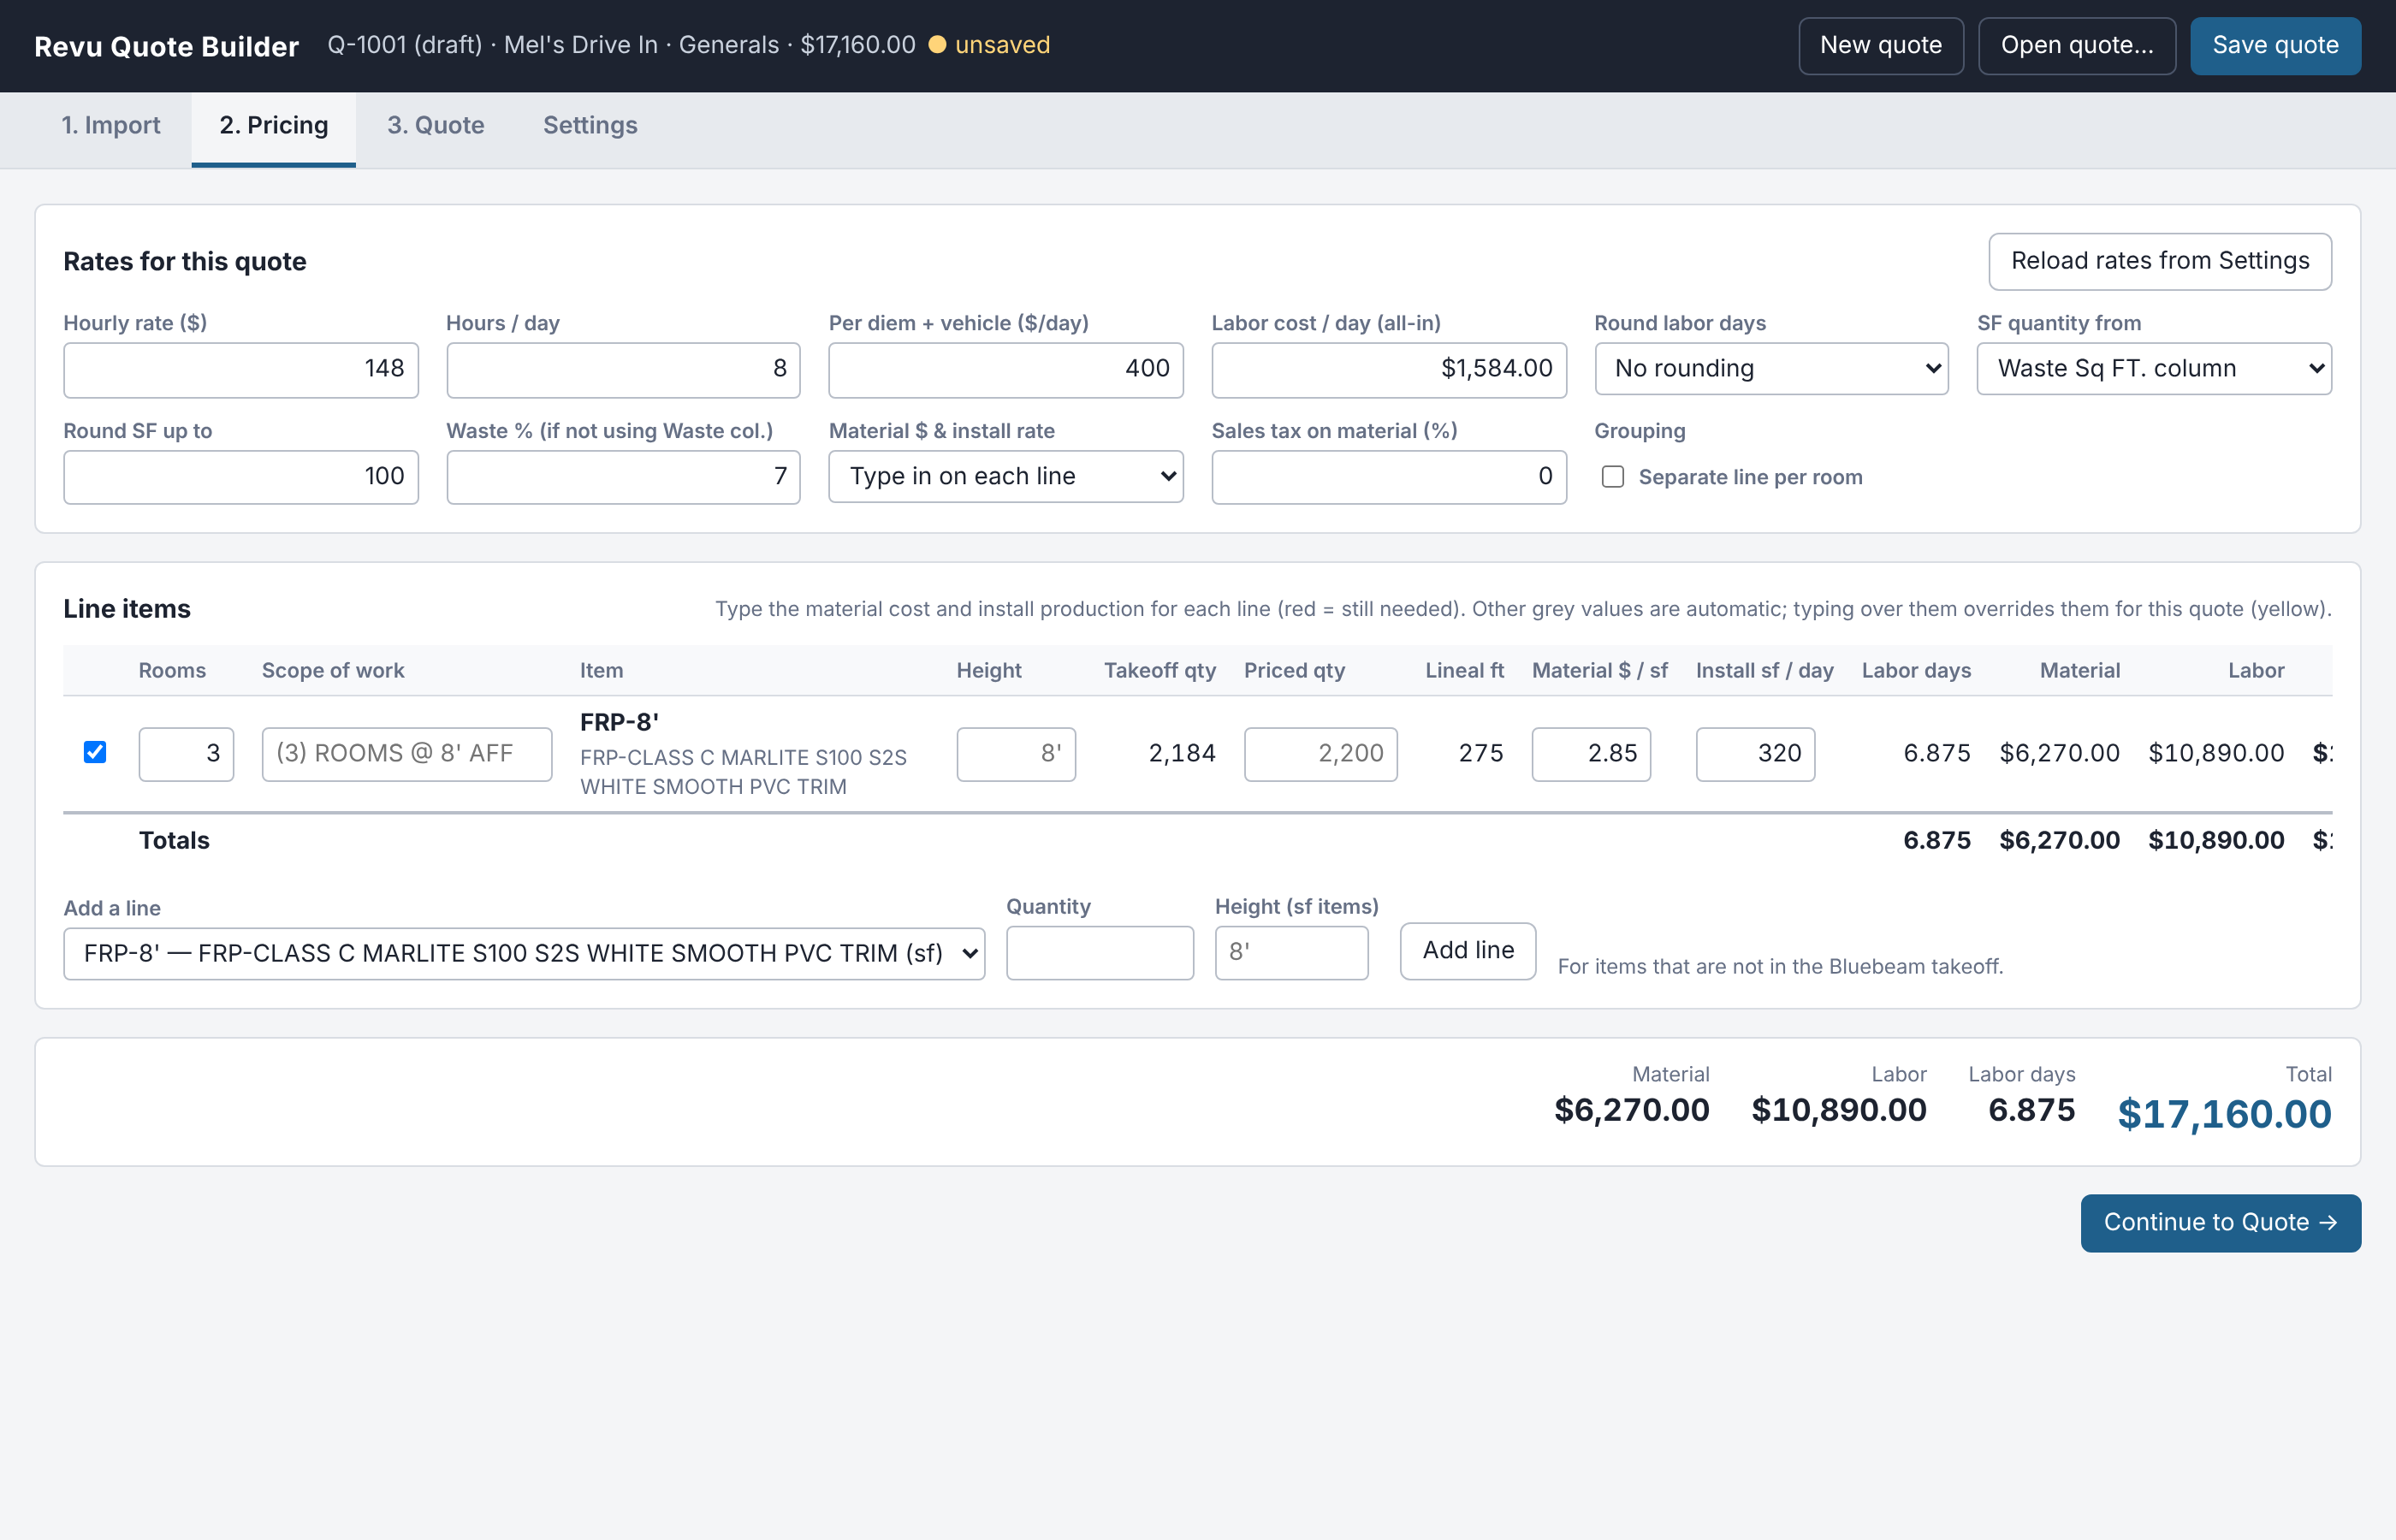 Revu Quote Builder Q-1001 (draft) · Mel's Drive In · Generals · $17,160.00 unsaved New quote Open quote... Save quote
1. Import 2. Pricing 3. Quote Settings
Rates for this quote Reload rates from Settings
Hourly rate ($) Hours / day Per diem + vehicle ($/day) Labor cost / day (all-in) Round labor days SF quantity from
148 8 400 $1,584.00 No rounding Waste Sq FT. column
Round SF up to Waste % (if not using Waste col.) Material $ & install rate Sales tax on material (%) Grouping
100 7 Type in on each line 0 Separate line per room
Line items Type the material cost and install production for each line (red = still needed). Other grey values are automatic; typing over them overrides them for this quote (yellow).
Rooms Scope of work Item Height Takeoff qty Priced qty Lineal ft Material $ / sf Install sf / day Labor days Material Labor
FRP-8'
3 (3) ROOMS @ 8' AFF FRP-CLASS C MARLITE S100 S2S 8' 2,184 2,200 275 2.85 320 6.875 $6,270.00 $10,890.00
WHITE SMOOTH PVC TRIM
Totals 6.875 $6,270.00 $10,890.00
Add a line Quantity Height (sf items)
FRP-8' — FRP-CLASS C MARLITE S100 S2S WHITE SMOOTH PVC TRIM (sf) 8' Add line For items that are not in the Bluebeam takeoff.
Material Labor Labor days Total
$6,270.00 $10,890.00 6.875 $17,160.00
Continue to Quote →